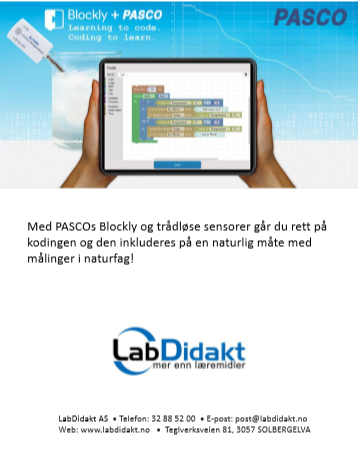 Blockly + PASCO
PASCO
Learning to code.
Coding to learn.
Med PASCOs Blockly og trådløse sensorer går du rett på
kodingen og den inkluderes på en naturlig måte med
målinger i naturfag!
LabDidakt
mer enn læremidler
LabDidakt AS • Telefon: 32 88 52 00 • E-post: post@labdidakt.no
Web: www.labdidakt.no • Teglverksveien 81, 3057 SOLBERGELVA